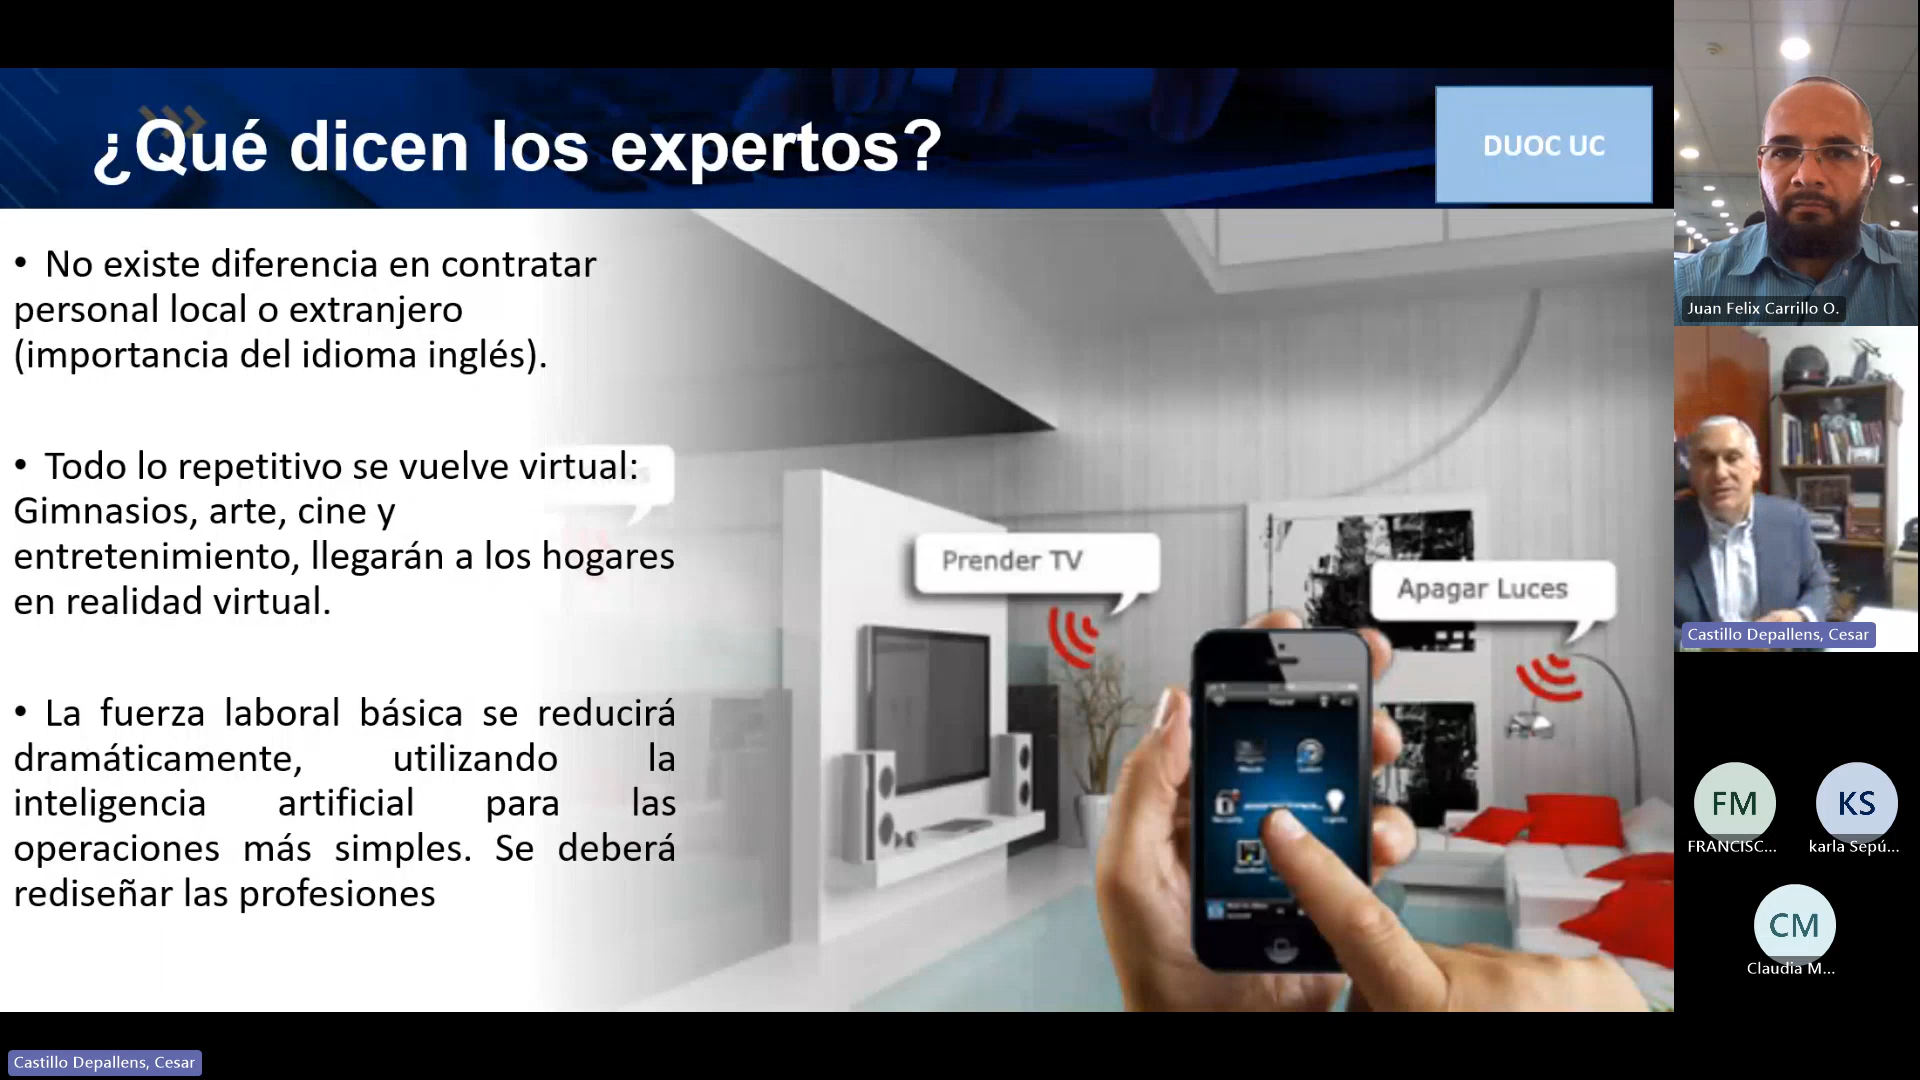 ¿Qué dicen los expertos?
DUOC UC
• No existe diferencia en contratar
personal local o extranjero
(importancia del idioma inglés).
• Todo lo repetitivo se vuelve virtual:
Gimnasios, arte, cine y
entretenimiento, llegarán a los hogares
en realidad virtual.
• La fuerza laboral básica se reducirá
dramáticamente, utilizando la
inteligencia artificial para las
operaciones más simples. Se deberá
rediseñar las profesiones
Prender TV
Apagar Luces
Juan Felix Carrillo O.
Castillo Depallens, Cesar
FM
FRANCISC...
KS
karla Sepú...
CM
Claudia M...
Castillo Depallens, Cesar